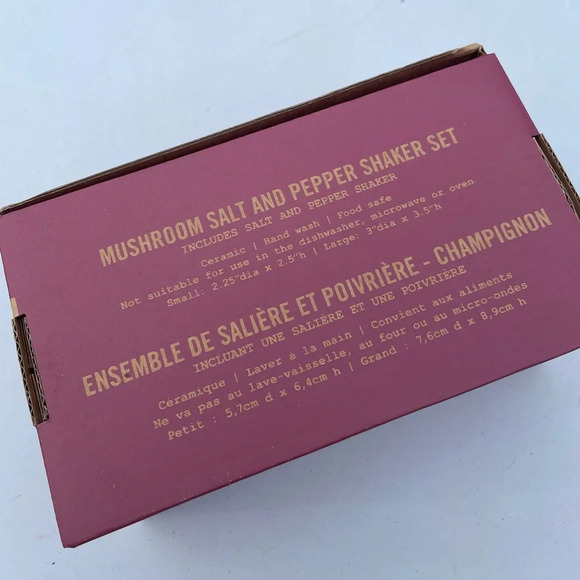 MUSHROOM SALT AND PEPPER SHAKER SET
INCLUDES SALT AND PEPPER SHAKER
Ceramic | Hand wash | Food safe
Not suitable for use in the dishwasher, microwave or oven
Small: 2.25"dia x 2.5"h | Large: 3"dia x 3.5"h
ENSEMBLE DE SALIÈRE ET POIVRIÈRE - CHAMPIGNON
INCLUANT UNE SALIERE ET UNE POIVRIÈRE
Céramique | Laver á la main | Convient aux aliments
Ne va pas au lave-vaisselle, au four ou au micro-ondes
Petit : 5,7cm d x 6,4cm h | Grand : 7,6cm d x 8,9cm h